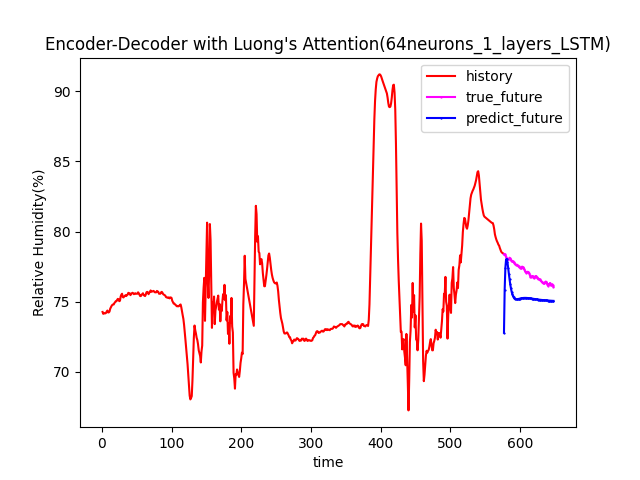 Encoder-Decoder with Luong's Attention(64neurons_1_layers_LSTM)
history
true_future
predict_future
Relative Humidity(%)
90
85
80
75
70
0 100 200 300 400 500 600
time